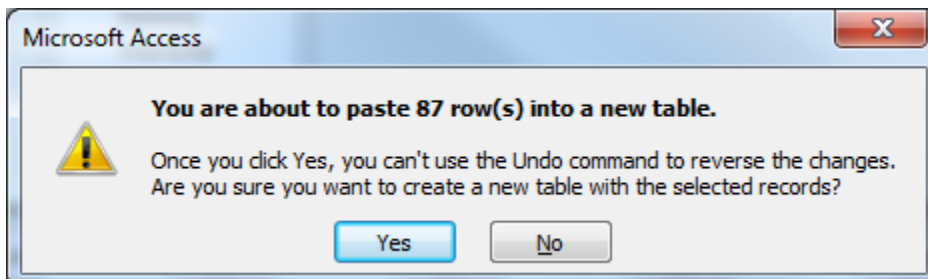 Microsoft Access
You are about to paste 87 row(s) into a new table.
Once you click Yes, you can't use the Undo command to reverse the changes.
Are you sure you want to create a new table with the selected records?
Yes
No